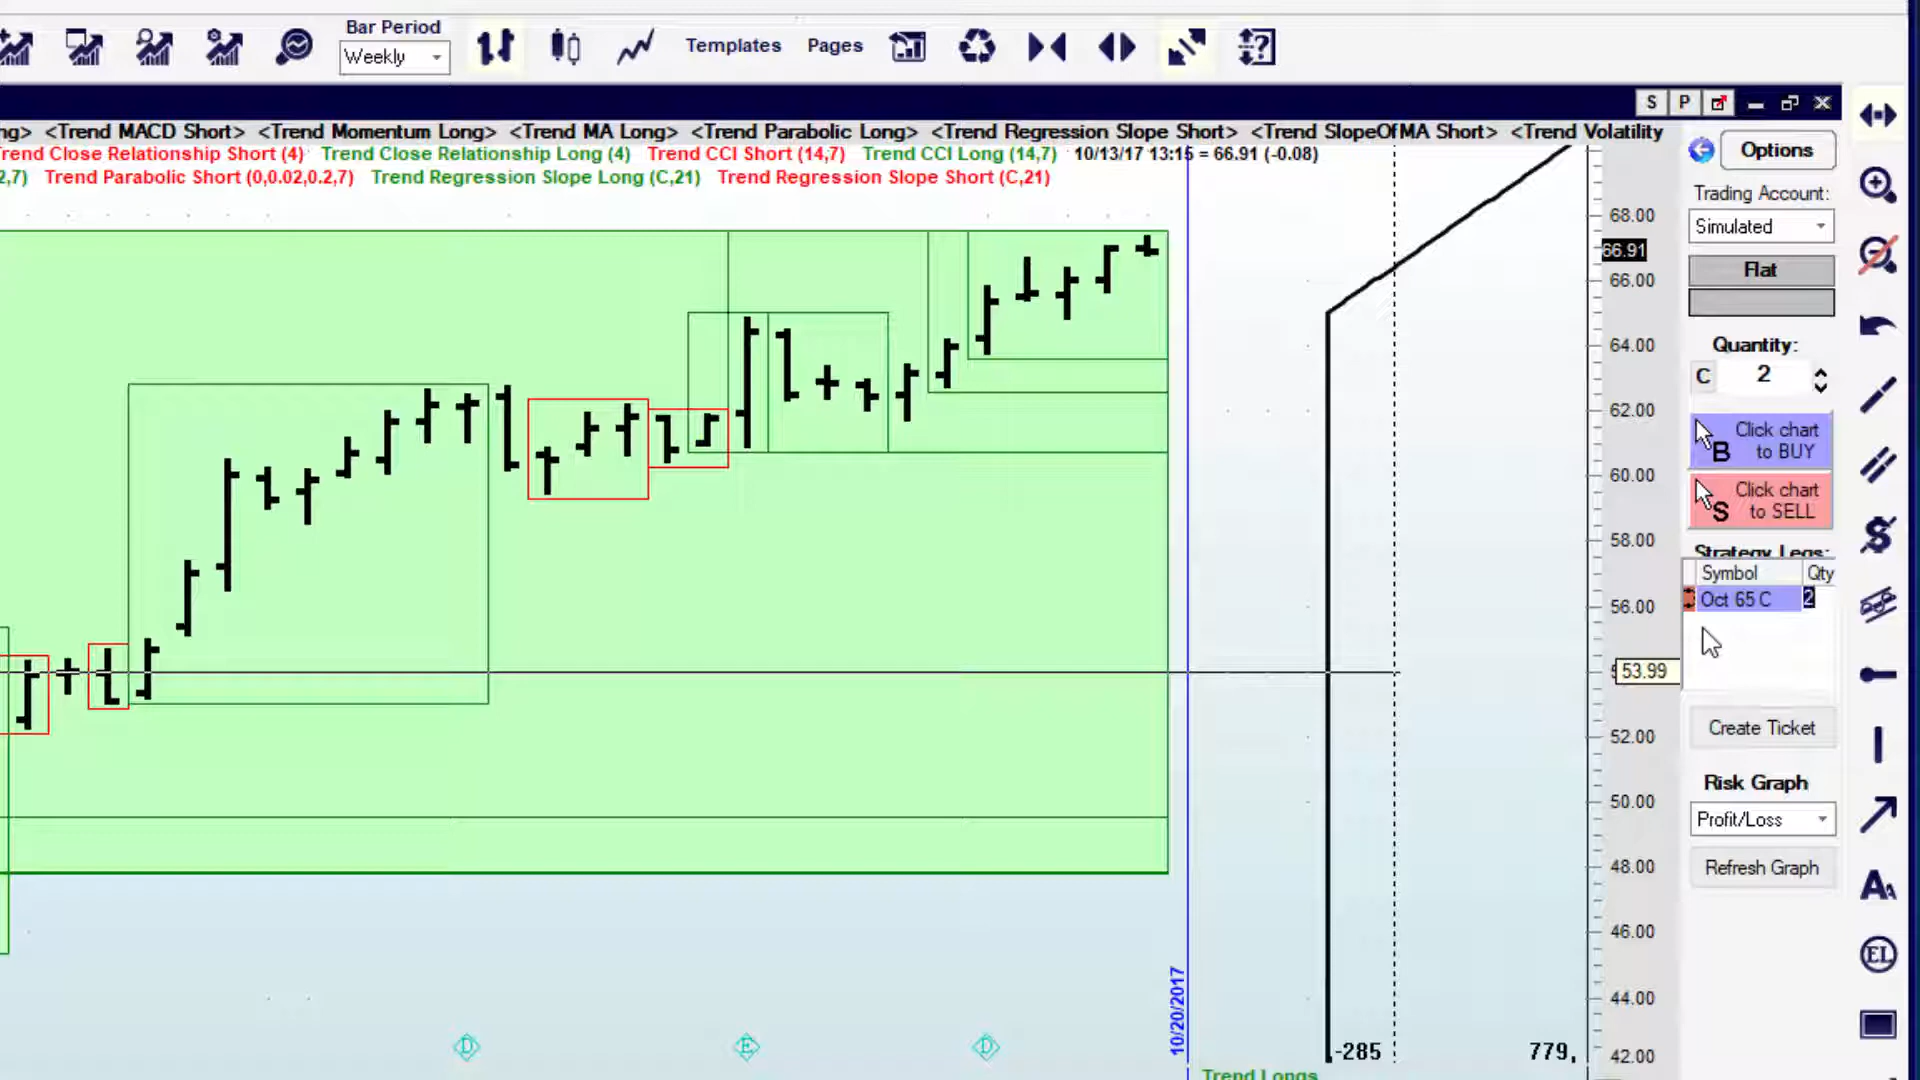 Bar Period
Weekly
Templates
Pages
S P
ng> <Trend MACD Short> <Trend Momentum Long> <Trend MA Long> <Trend Parabolic Long> <Trend Regression Slope Short> <Trend SlopeOfMA Short> <Trend Volatility
rend Close Relationship Short (4) Trend Close Relationship Long (4) Trend CCI Short (14,7) Trend CCI Long (14,7) 10/13/17 13:15 = 66.91 (-0.08)
2,7) Trend Parabolic Short (0,0.02,0.2,7) Trend Regression Slope Long (C,21) Trend Regression Slope Short (C,21)
Options
Trading Account:
Simulated
Flat
Quantity:
C 2
Click chart
B to BUY
Click chart
S to SELL
Strategy Legs:
Symbol Qty
Oct 65 C 2
Create Ticket
Risk Graph
Profit/Loss
Refresh Graph
68.00
66.91
66.00
64.00
62.00
60.00
58.00
56.00
53.99
52.00
50.00
48.00
46.00
44.00
42.00
10/20/2017
D
E
D
-285
779,
Trend Longs
A A
EL